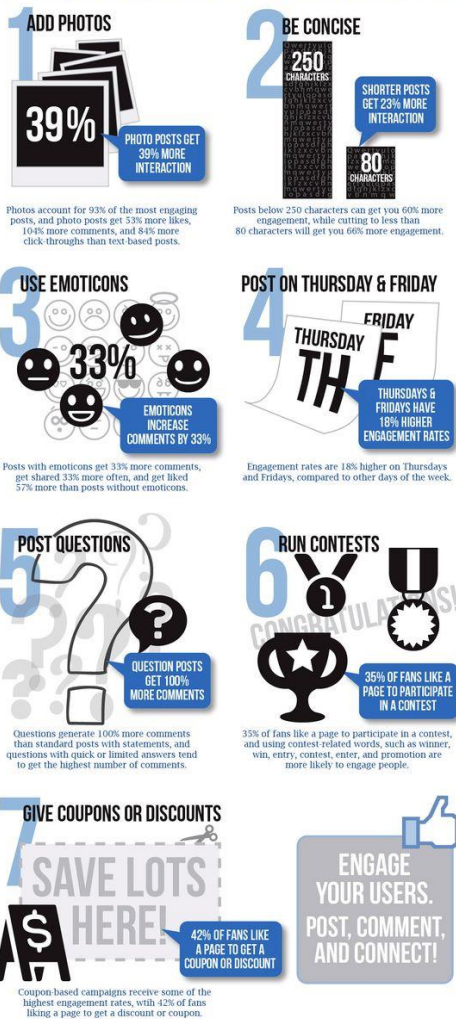 1
ADD PHOTOS
39%
PHOTO POSTS GET
39% MORE
INTERACTION
Photos account for 93% of the most engaging
posts, and photo posts get 53% more likes,
104% more comments, and 84% more
click-throughs than text-based posts.
2
BE CONCISE
250
CHARACTERS
SHORTER POSTS
GET 23% MORE
INTERACTION
80
CHARACTERS
Posts below 250 characters can get you 60% more
engagement, while cutting to less than
80 characters will get you 66% more engagement.
3
USE EMOTICONS
33%
EMOTICONS
INCREASE
COMMENTS BY 33%
Posts with emoticons get 33% more comments,
get shared 33% more often, and get liked
57% more than posts without emoticons.
4
POST ON THURSDAY & FRIDAY
FRIDAY
F
THURSDAY
TH
THURSDAYS &
FRIDAYS HAVE
18% HIGHER
ENGAGEMENT RATES
Engagement rates are 18% higher on Thursdays
and Fridays, compared to other days of the week.
5
POST QUESTIONS
?
?
QUESTION POSTS
GET 100%
MORE COMMENTS
Questions generate 100% more comments
than standard posts with statements, and
questions with quick or limited answers tend
to get the highest number of comments.
6
RUN CONTESTS
1
CONGRATULATIONS!
35% OF FANS LIKE A
PAGE TO PARTICIPATE
IN A CONTEST
35% of fans like a page to participate in a contest,
and using contest-related words, such as winner,
win, entry, contest, enter, and promotion are
more likely to engage people.
7
GIVE COUPONS OR DISCOUNTS
SAVE LOTS
HERE!
$
42% OF FANS LIKE
A PAGE TO GET A
COUPON OR DISCOUNT
Coupon-based campaigns receive some of the
highest engagement rates, wtih 42% of fans
liking a page to get a discount or coupon.
ENGAGE
YOUR USERS.
POST, COMMENT,
AND CONNECT!